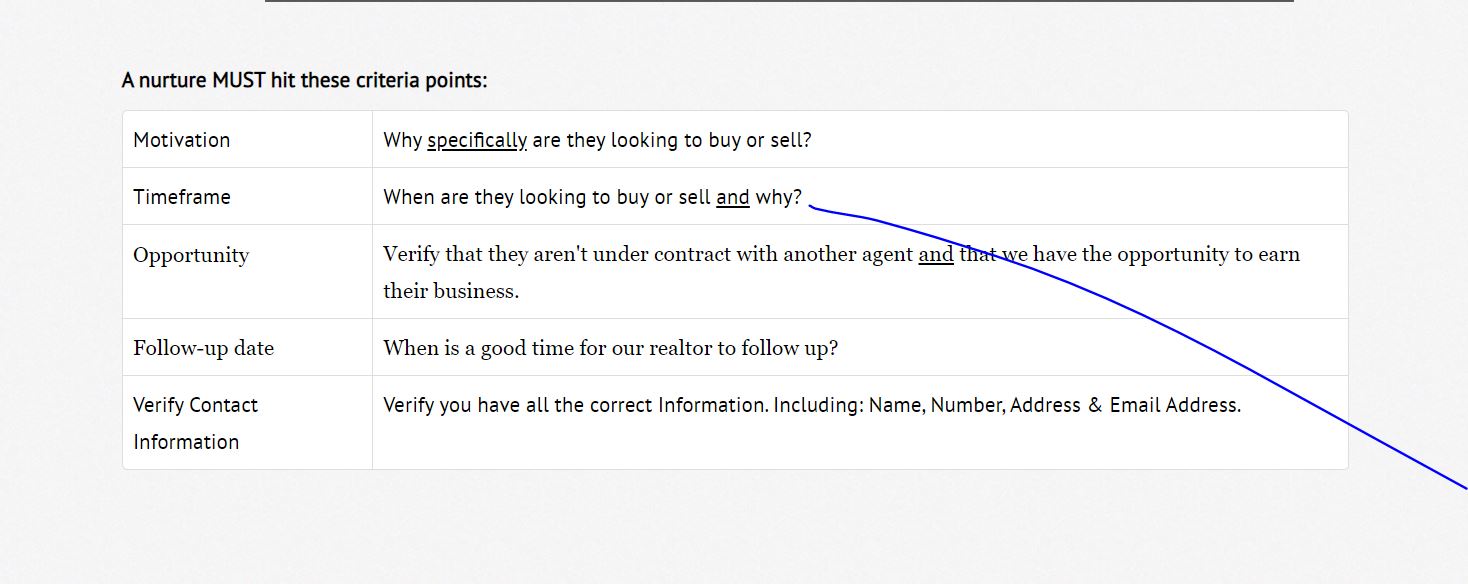 A nurture MUST hit these criteria points:
Motivation
Why specifically are they looking to buy or sell?
Timeframe
When are they looking to buy or sell and why?
Opportunity
Verify that they aren't under contract with another agent and that we have the opportunity to earn
their business.
Follow-up date
When is a good time for our realtor to follow up?
Verify Contact
Information
Verify you have all the correct Information. Including: Name, Number, Address & Email Address.